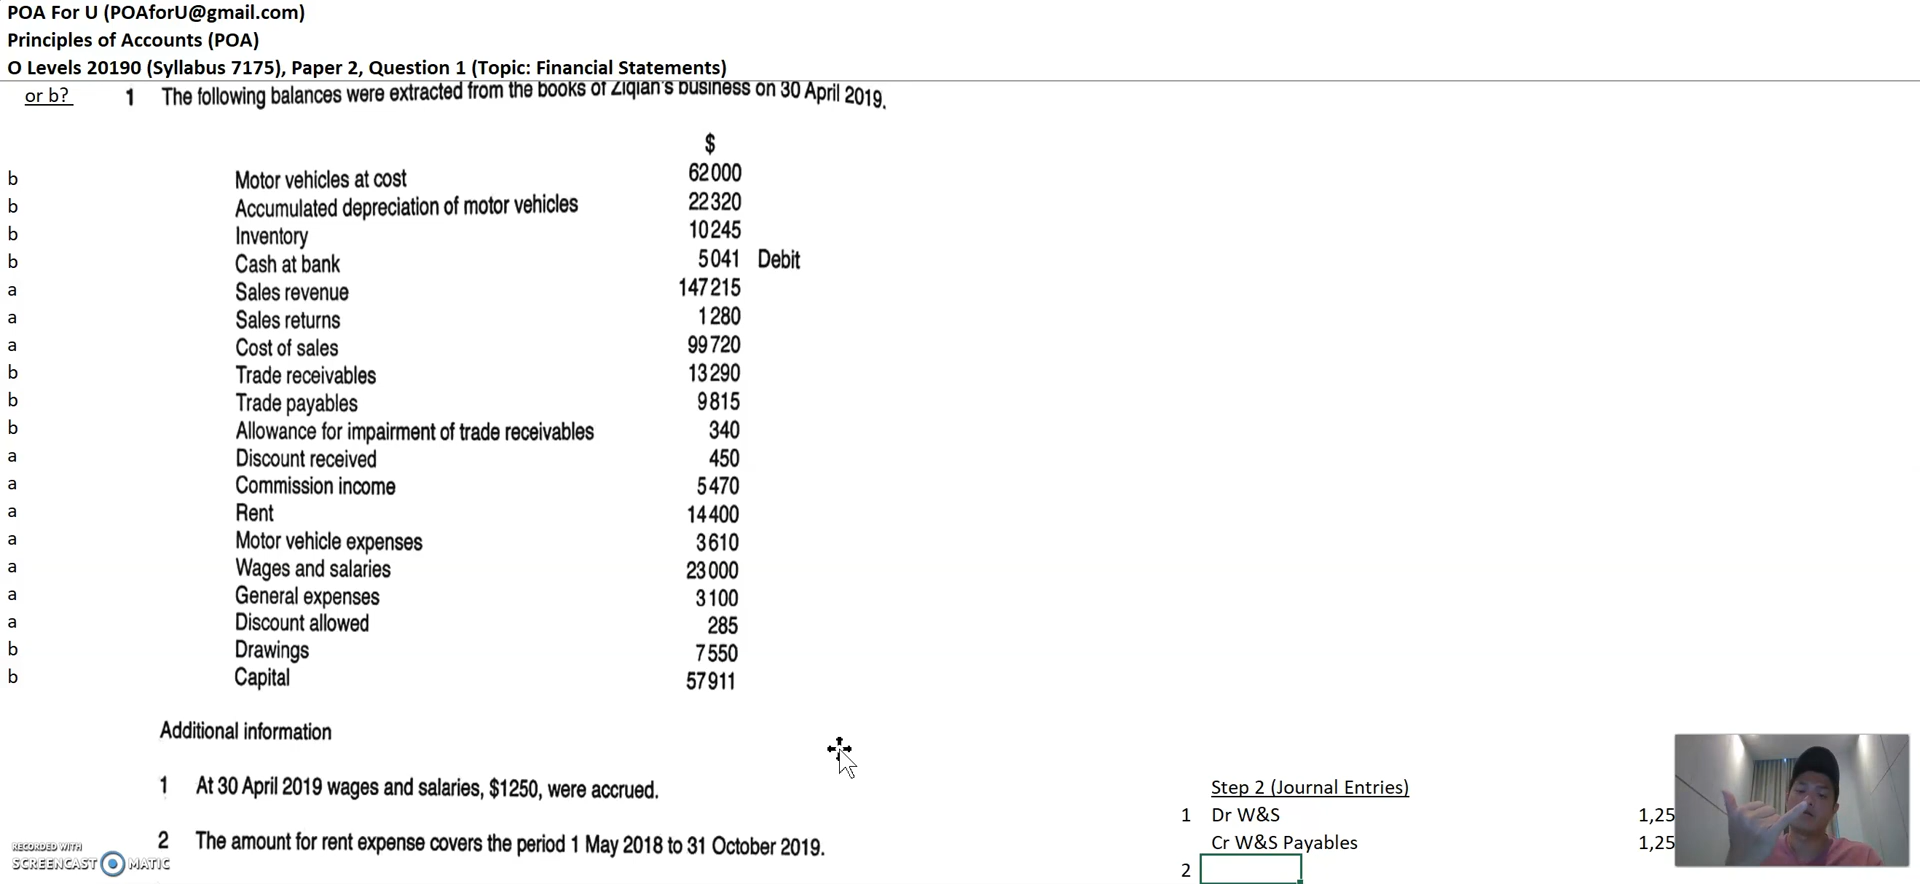 POA For U (POAforU@gmail.com)
Principles of Accounts (POA)
O Levels 20190 (Syllabus 7175), Paper 2, Question 1 (Topic: Financial Statements)
or b? 1 The following balances were extracted from the books of Ziqian's business on 30 April 2019.
$
b Motor vehicles at cost 62000
b Accumulated depreciation of motor vehicles 22320
b Inventory 10245
b Cash at bank 5041 Debit
a Sales revenue 147215
a Sales returns 1280
a Cost of sales 99720
b Trade receivables 13290
b Trade payables 9815
b Allowance for impairment of trade receivables 340
a Discount received 450
a Commission income 5470
a Rent 14400
a Motor vehicle expenses 3610
a Wages and salaries 23000
a General expenses 3100
a Discount allowed 285
b Drawings 7550
b Capital 57911
Additional information
1 At 30 April 2019 wages and salaries, $1250, were accrued.
2 The amount for rent expense covers the period 1 May 2018 to 31 October 2019.
Step 2 (Journal Entries)
1 Dr W&S 1,25
Cr W&S Payables 1,25
2
RECORDED WITH
SCREENCAST MATIC